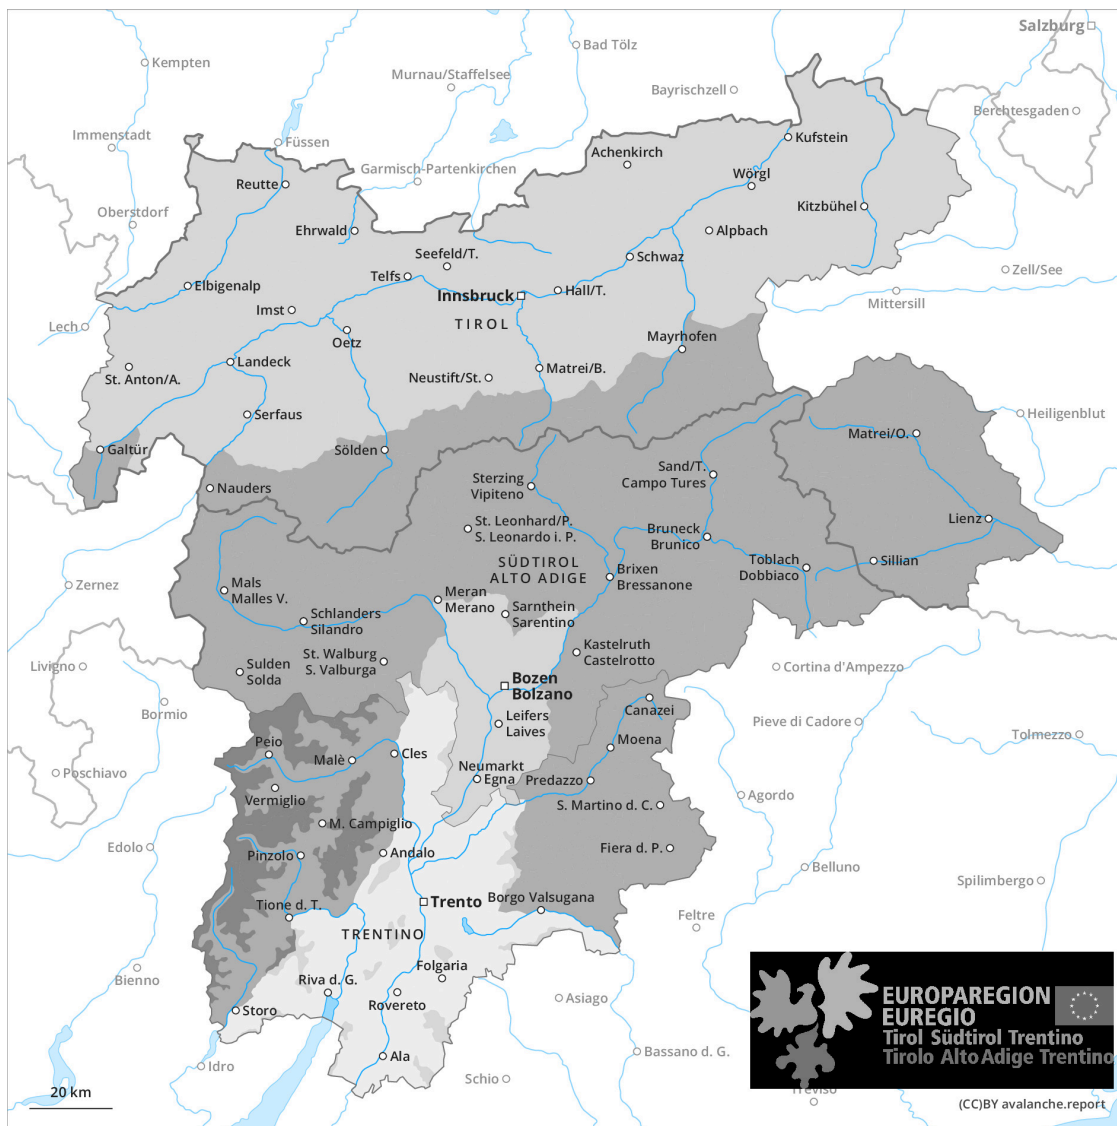 Salzburg
Bad Tölz
Kempten
Murnau/Staffelsee
Bayrischzell
Berchtesgaden
Immenstadt
Füssen
Kufstein
Achenkirch
Garmisch-Partenkirchen
Wörgl
Reutte
Kitzbühel
Oberstdorf
Ehrwald
Alpbach
Seefeld/T.
Schwaz
Zell/See
Telfs
Elbigenalp
Innsbruck
Hall/T.
Mittersill
Imst
TIROL
Lech
Oetz
Mayrhofen
Landeck
Matrei/B.
St. Anton/A.
Neustift/St.
Serfaus
Heiligenblut
Matrei/O.
Galtür
Sölden
Sand/T.
Campo Tures
Sterzing
Vipiteno
Nauders
Lienz
St. Leonhard/P.
S. Leonardo i. P.
Bruneck
Brunico
SÜDTIROL
ALTO ADIGE
Toblach
Dobbiaco
Sillian
Brixen
Bressanone
Zernez
Mals
Malles V.
Meran
Merano
Sarnthein
Sarentino
Schlanders
Silandro
Kastelruth
Castelrotto
St. Walburg
S. Valburga
Livigno
Sulden
Solda
Cortina d'Ampezzo
Bozen
Bolzano
Bormio
Canazei
Leifers
Laives
Pieve di Cadore
Tolmezzo
Peio
Moena
Malè
Cles
Poschiavo
Neumarkt
Egna
Predazzo
Vermiglio
Agordo
S. Martino d. C.
M. Campiglio
Edolo
Andalo
Fiera d. P.
Pinzolo
Belluno
Spilimbergo
Trento
Borgo Valsugana
Tione d. T.
Feltre
TRENTINO
Bienno
Folgaria
Riva d. G.
Rovereto
Asiago
Storo
EUROPAREGION
EUREGIO
Tirol Südtirol Trentino
Tirolo Alto Adige Trentino
Ala
Bassano d. G.
Idro
Schio
Treviso
20 km
(CC)BY avalanche.report